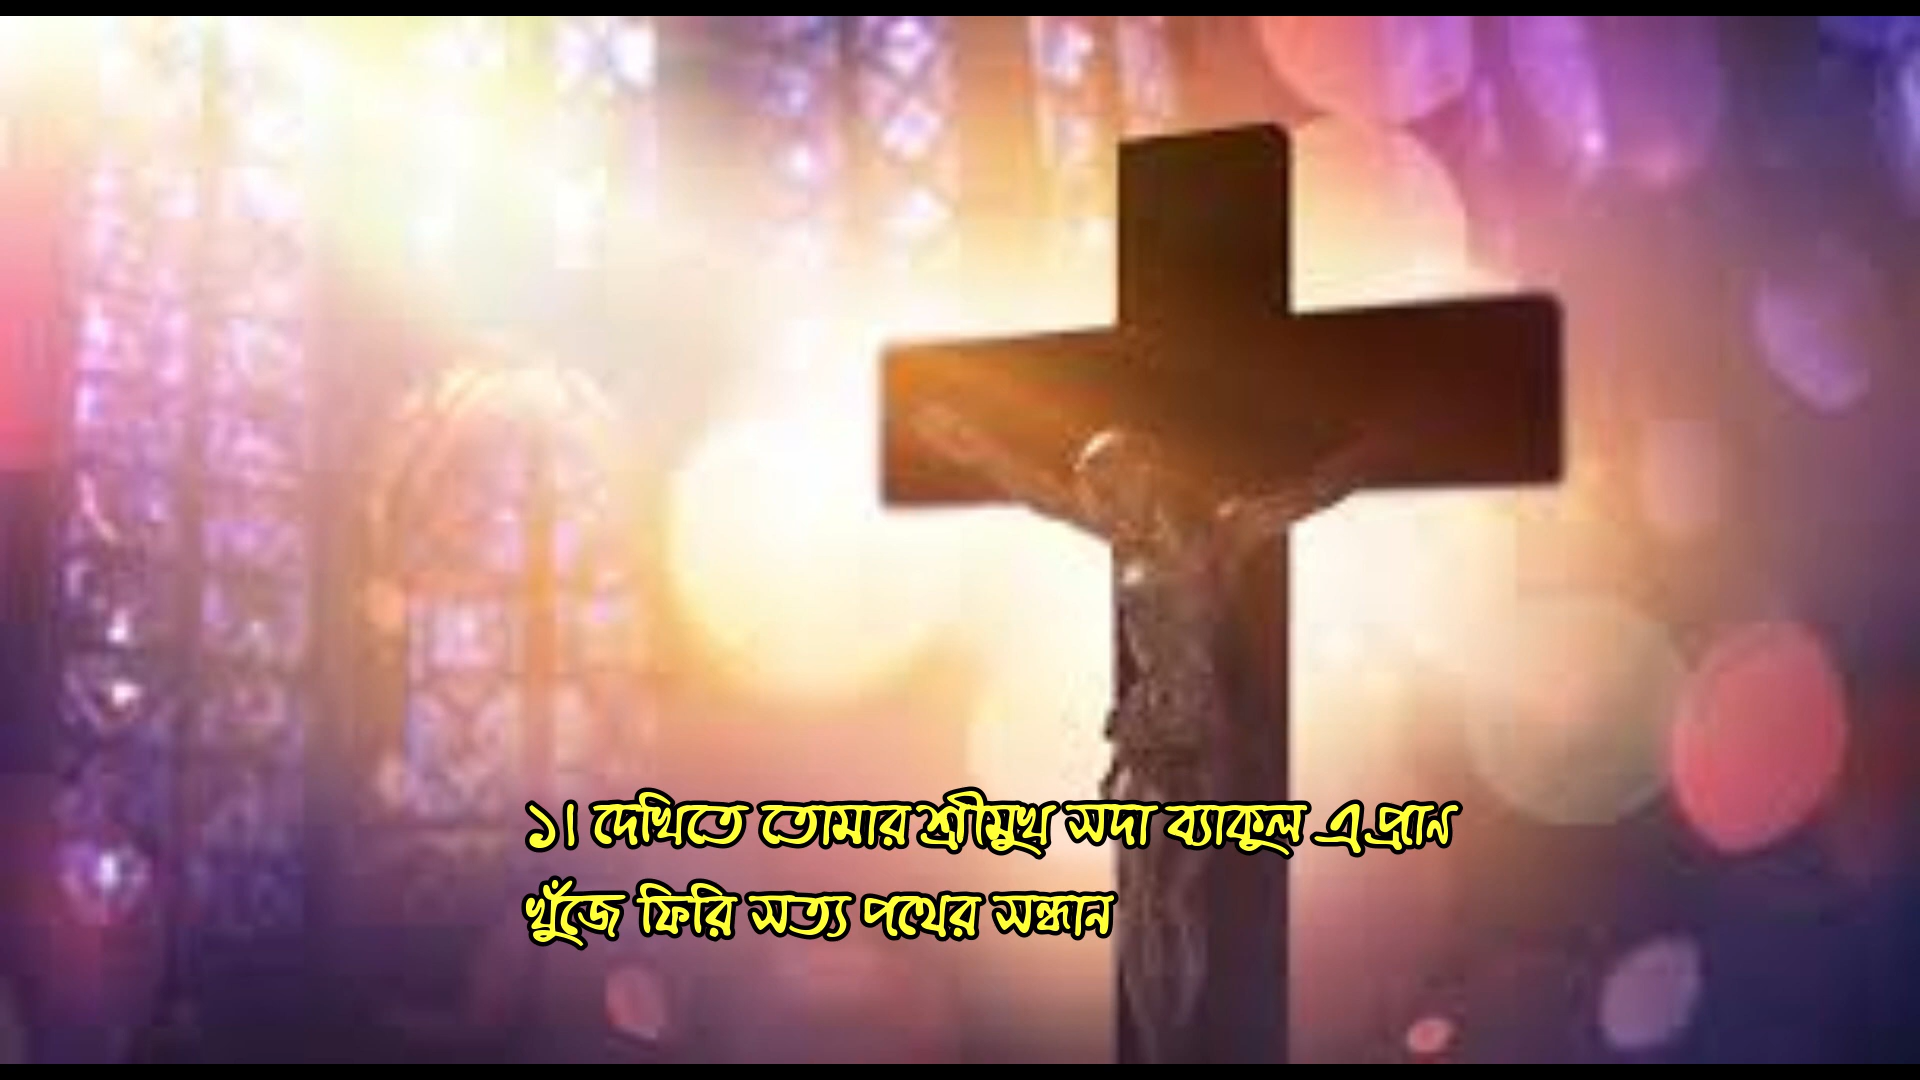 ১। দেখিতে তোমার শ্রীমুখ সদা ব্যাকুল এ প্রাণ
খুঁজে ফিরি সত্য পথের সন্ধান